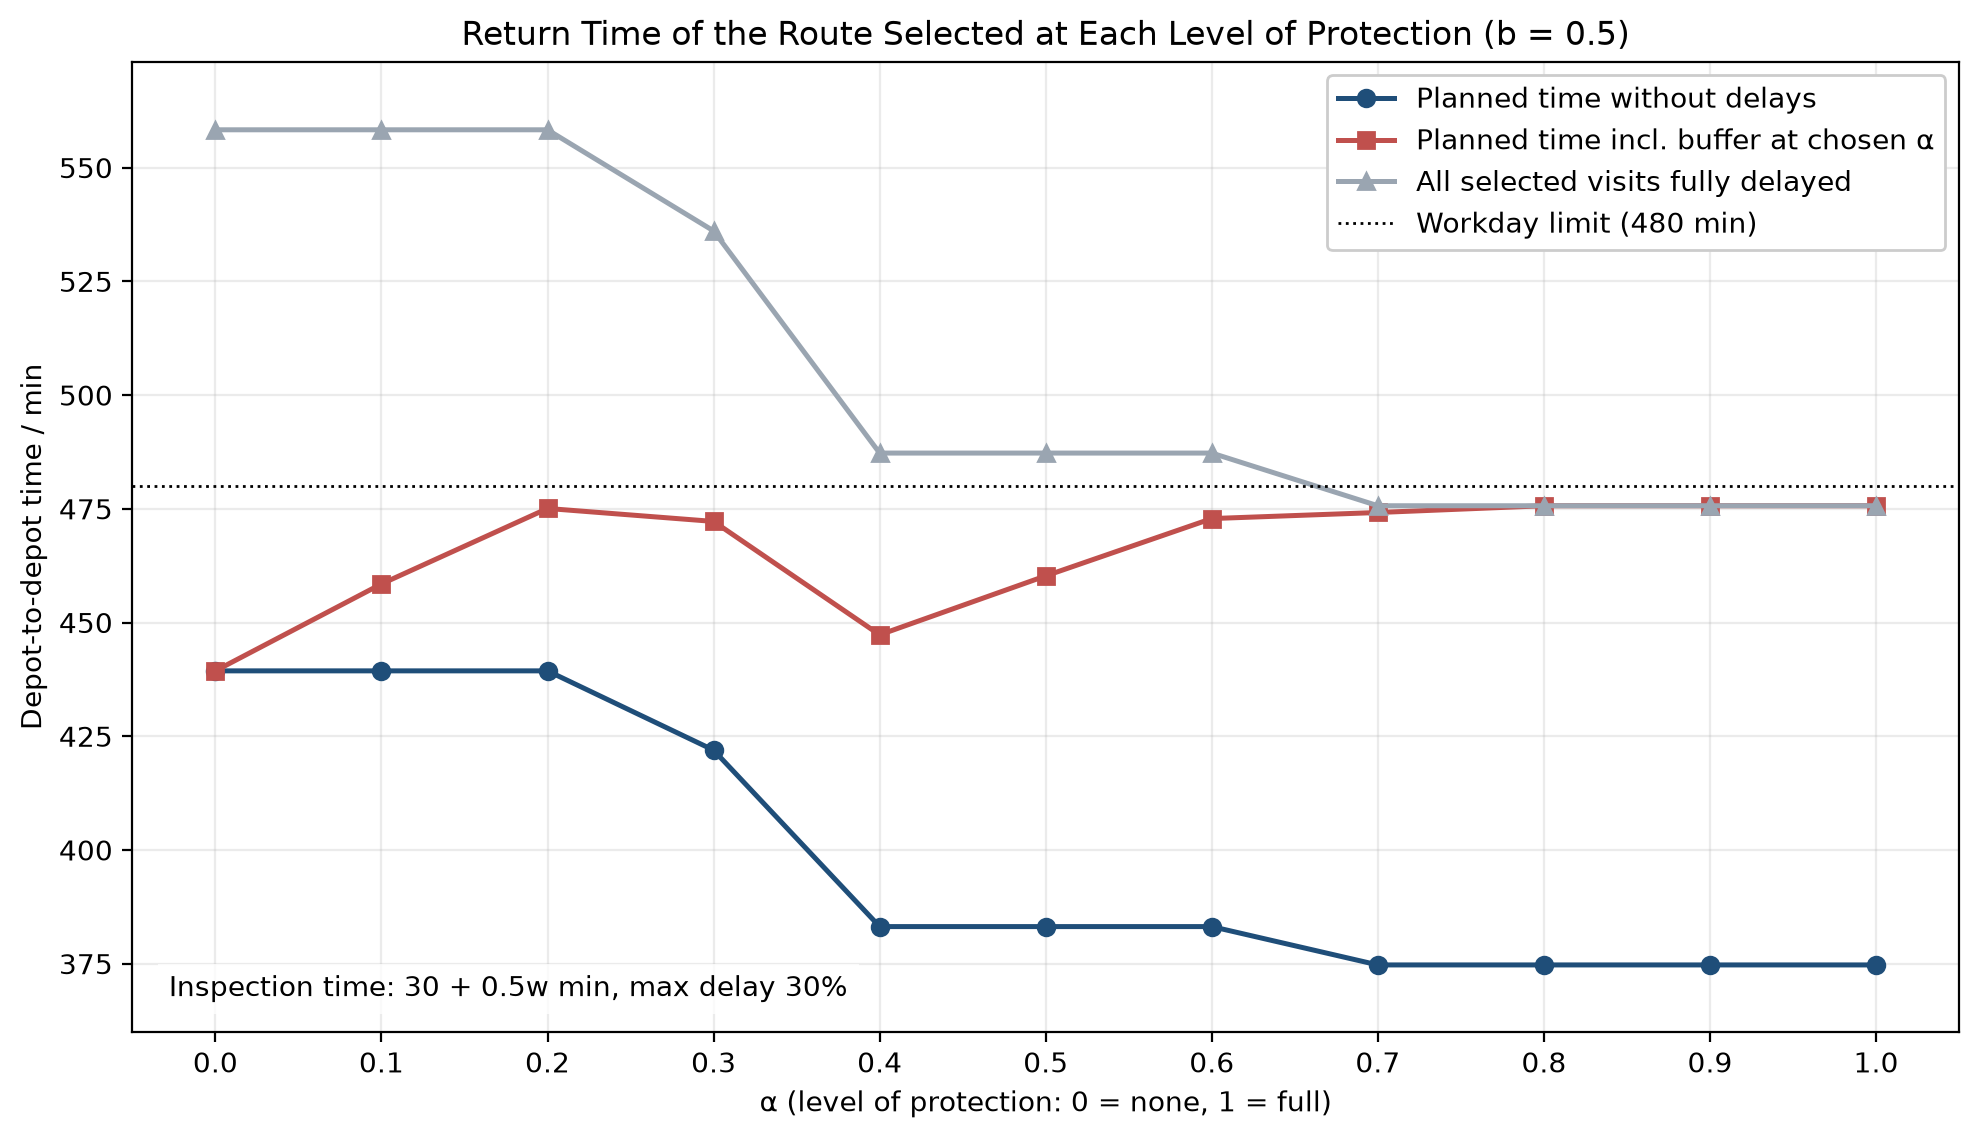 Return Time of the Route Selected at Each Level of Protection (b = 0.5)
Planned time without delays
Planned time incl. buffer at chosen α
All selected visits fully delayed
Workday limit (480 min)
Depot-to-depot time / min
550
525
500
475
450
425
400
375
Inspection time: 30 + 0.5w min, max delay 30%
0.0 0.1 0.2 0.3 0.4 0.5 0.6 0.7 0.8 0.9 1.0
α (level of protection: 0 = none, 1 = full)